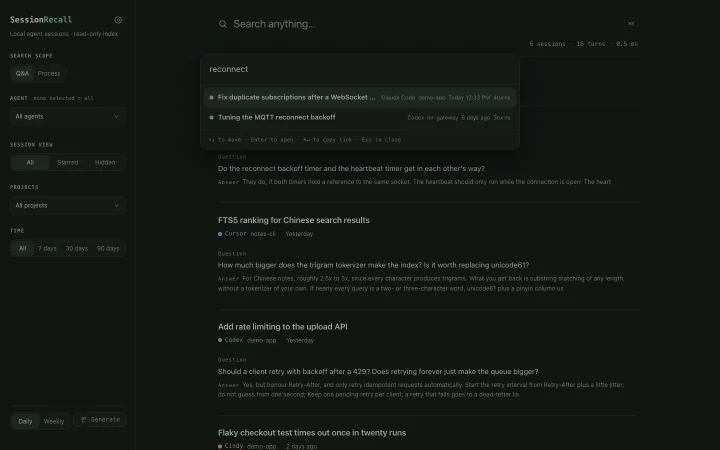 SessionRecall
Local agent sessions · read-only index
SEARCH SCOPE
Q&A Process
AGENT none selected = all
All agents
SESSION VIEW
All Starred Hidden
PROJECTS
All projects
TIME
All 7 days 30 days 90 days
Daily Weekly Generate
Search anything...
⌘K
6 sessions · 16 turns · 0.5 ms
reconnect
Fix duplicate subscriptions after a WebSocket ... Claude Code demo-app Today 12:33 PM 4turns
Tuning the MQTT reconnect backoff Codex iot-gateway 6 days ago 3turns
to move · Enter to open · to copy link · Esc to close
Question
Do the reconnect backoff timer and the heartbeat timer get in each other's way?
Answer They do, if both timers hold a reference to the same socket. The heartbeat should only run while the connection is open: The heart
FTS5 ranking for Chinese search results
Cursor notes-cli Yesterday
Question
How much bigger does the trigram tokenizer make the index? Is it worth replacing unicode61?
Answer For Chinese notes, roughly 2.5x to 3x, since every character produces trigrams. What you get back is substring matching of any length,
without a tokenizer of your own. If nearly every query is a two- or three-character word, unicode61 plus a pinyin column us
Add rate limiting to the upload API
Codex demo-app Yesterday
Question
Should a client retry with backoff after a 429? Does retrying forever just make the queue bigger?
Answer Yes, but honour Retry-After, and only retry idempotent requests automatically. Start the retry interval from Retry-After plus a little jitter;
do not guess from one second; Keep one pending retry per client; a retry that fails goes to a dead-letter lis
Flaky checkout test times out once in twenty runs
Cindy demo-app 2 days ago